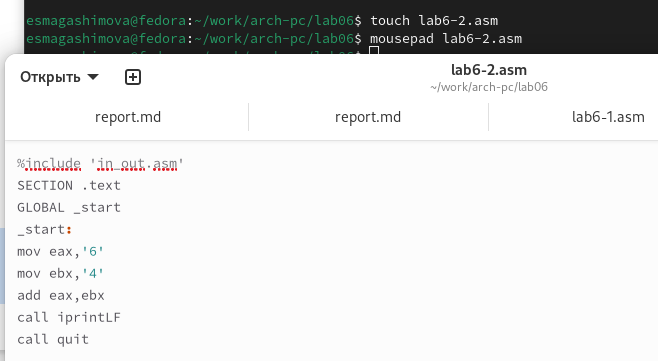 esmagashimova@fedora:~/work/arch-pc/lab06$ touch lab6-2.asm
esmagashimova@fedora:~/work/arch-pc/lab06$ mousepad lab6-2.asm
Открыть
lab6-2.asm
~/work/arch-pc/lab06
report.md
report.md
lab6-1.asm
%include 'in_out.asm'
SECTION .text
GLOBAL _start
_start:
mov eax,'6'
mov ebx,'4'
add eax,ebx
call iprintLF
call quit